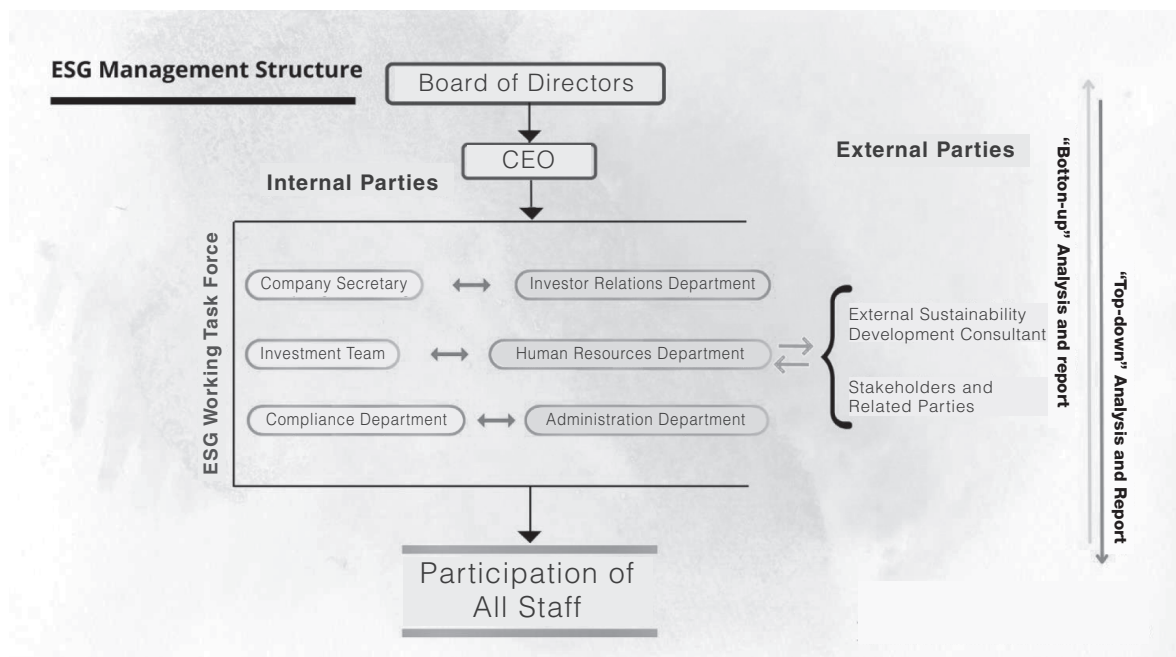 ESG Management Structure
Board of Directors
CEO
Internal Parties
External Parties
ESG Working Task Force
Company Secretary
Investor Relations Department
Investment Team
Human Resources Department
Compliance Department
Administration Department
External Sustainability
Development Consultant
Stakeholders and
Related Parties
“Botton-up” Analysis and report
“Top-down” Analysis and Report
Participation of
All Staff